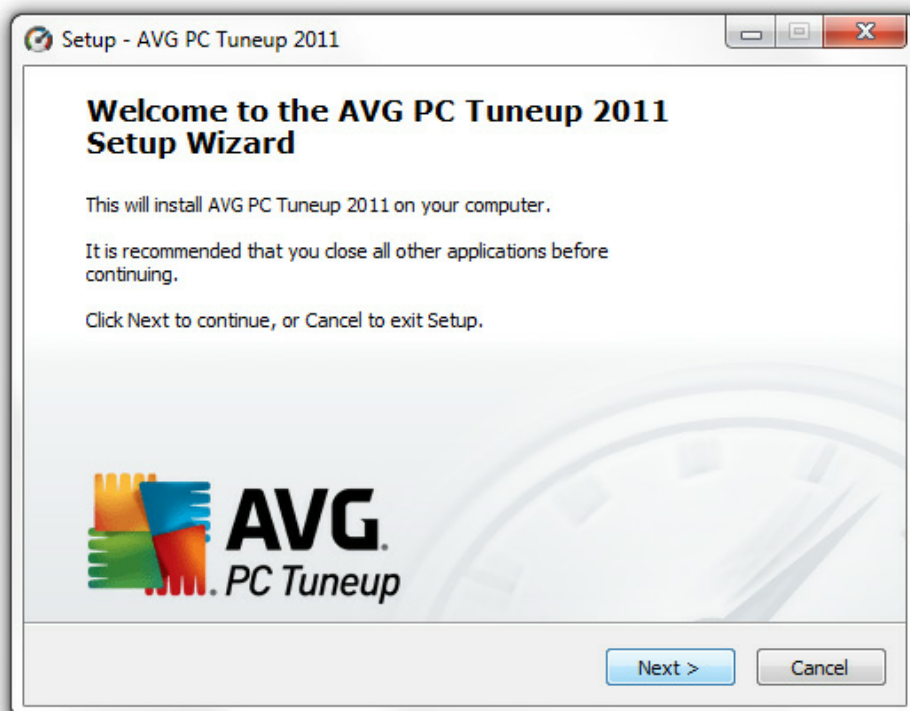 Setup - AVG PC Tuneup 2011
Welcome to the AVG PC Tuneup 2011
Setup Wizard
This will install AVG PC Tuneup 2011 on your computer.
It is recommended that you close all other applications before
continuing.
Click Next to continue, or Cancel to exit Setup.
AVG.
PC Tuneup
Next >
Cancel